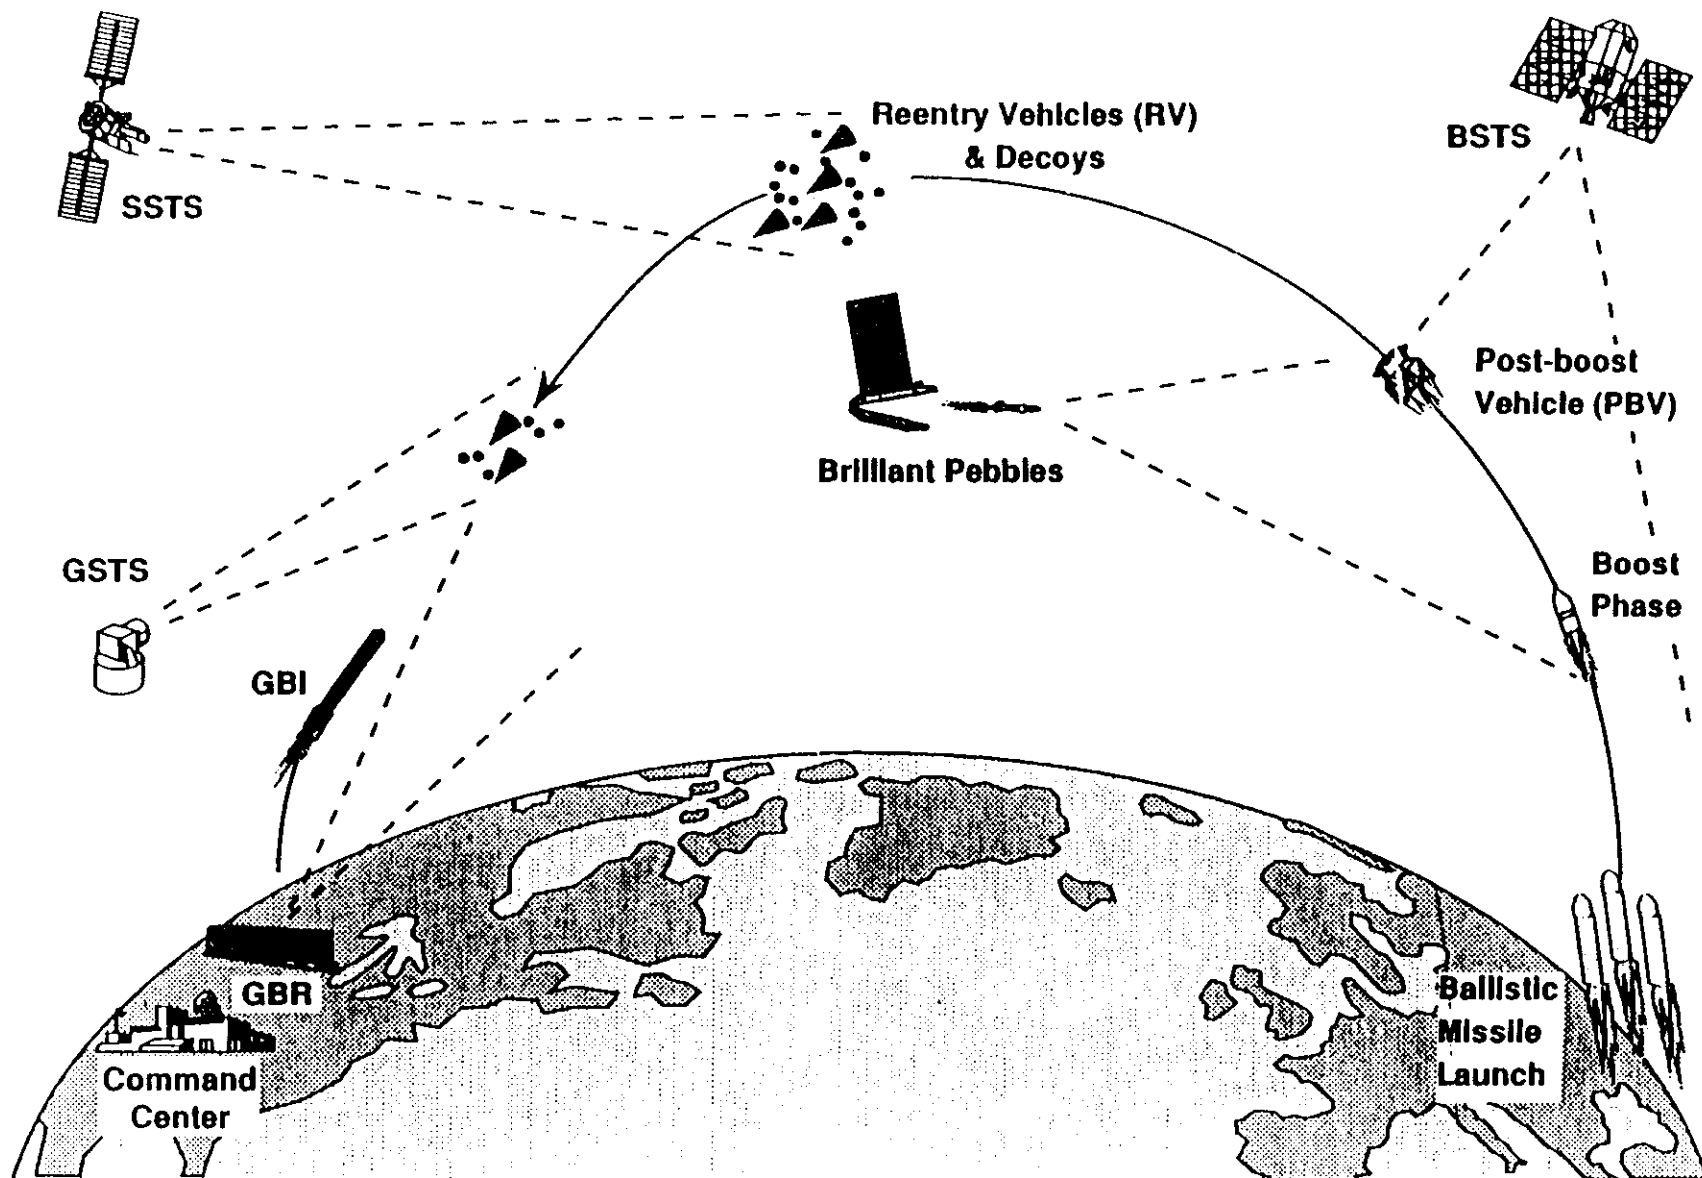 Reentry Vehicles (RV)
& Decoys
BSTS
SSTS
Post-boost
Vehicle (PBV)
Brilliant Pebbles
GSTS
Boost
Phase
GBI
GBR
Ballistic
Missile
Launch
Command
Center